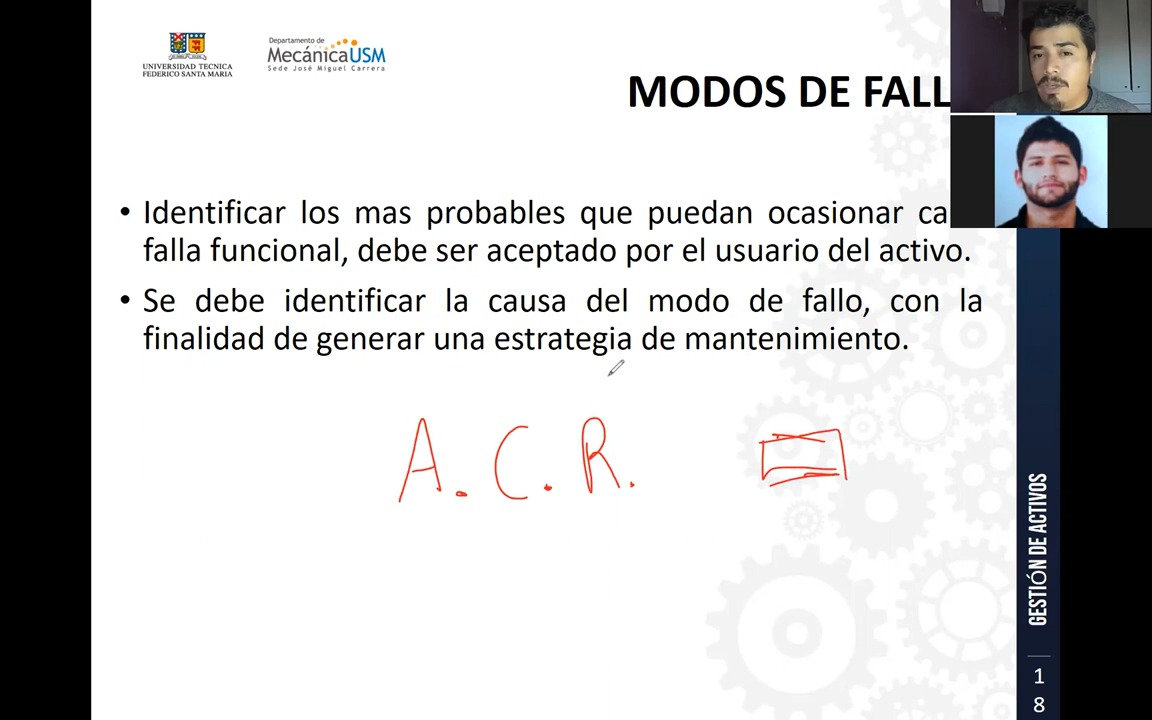 UNIVERSIDAD TECNICA
FEDERICO SANTA MARIA
Departamento de
MecánicaUSM
Sede José Miguel Carrera
MODOS DE FALL
• Identificar los mas probables que puedan ocasionar ca
falla funcional, debe ser aceptado por el usuario del activo.
• Se debe identificar la causa del modo de fallo, con la
finalidad de generar una estrategia de mantenimiento.
A.C.R.
GESTIÓN DE ACTIVOS
1
8